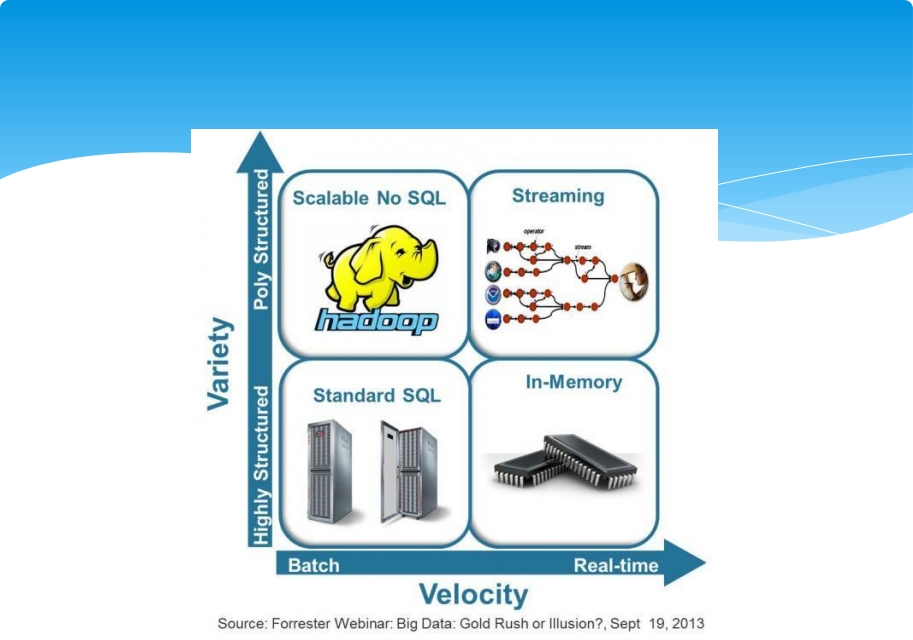 Scalable No SQL
Streaming
operator
stream
hadoop
Poly Structured
Variety
Highly Structured
Standard SQL
In-Memory
Batch
Real-time
Velocity
Source: Forrester Webinar: Big Data: Gold Rush or Illusion?, Sept 19, 2013